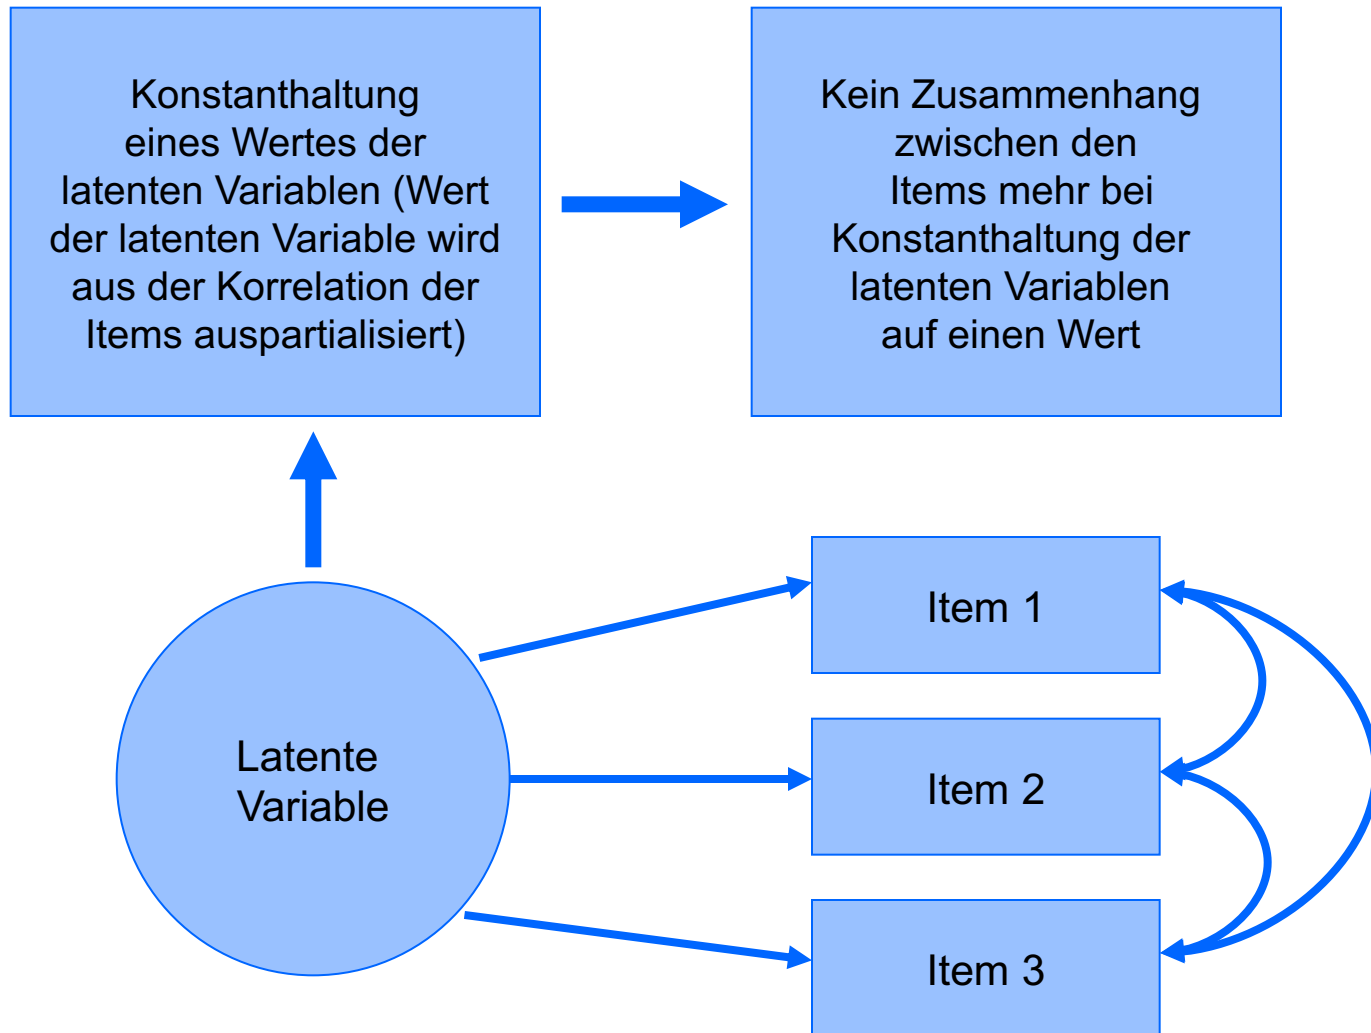 Konstanthaltung
eines Wertes der
latenten Variablen (Wert
der latenten Variable wird
aus der Korrelation der
Items auspartialisiert)
Kein Zusammenhang
zwischen den
Items mehr bei
Konstanthaltung der
latenten Variablen
auf einen Wert
Latente
Variable
Item 1
Item 2
Item 3